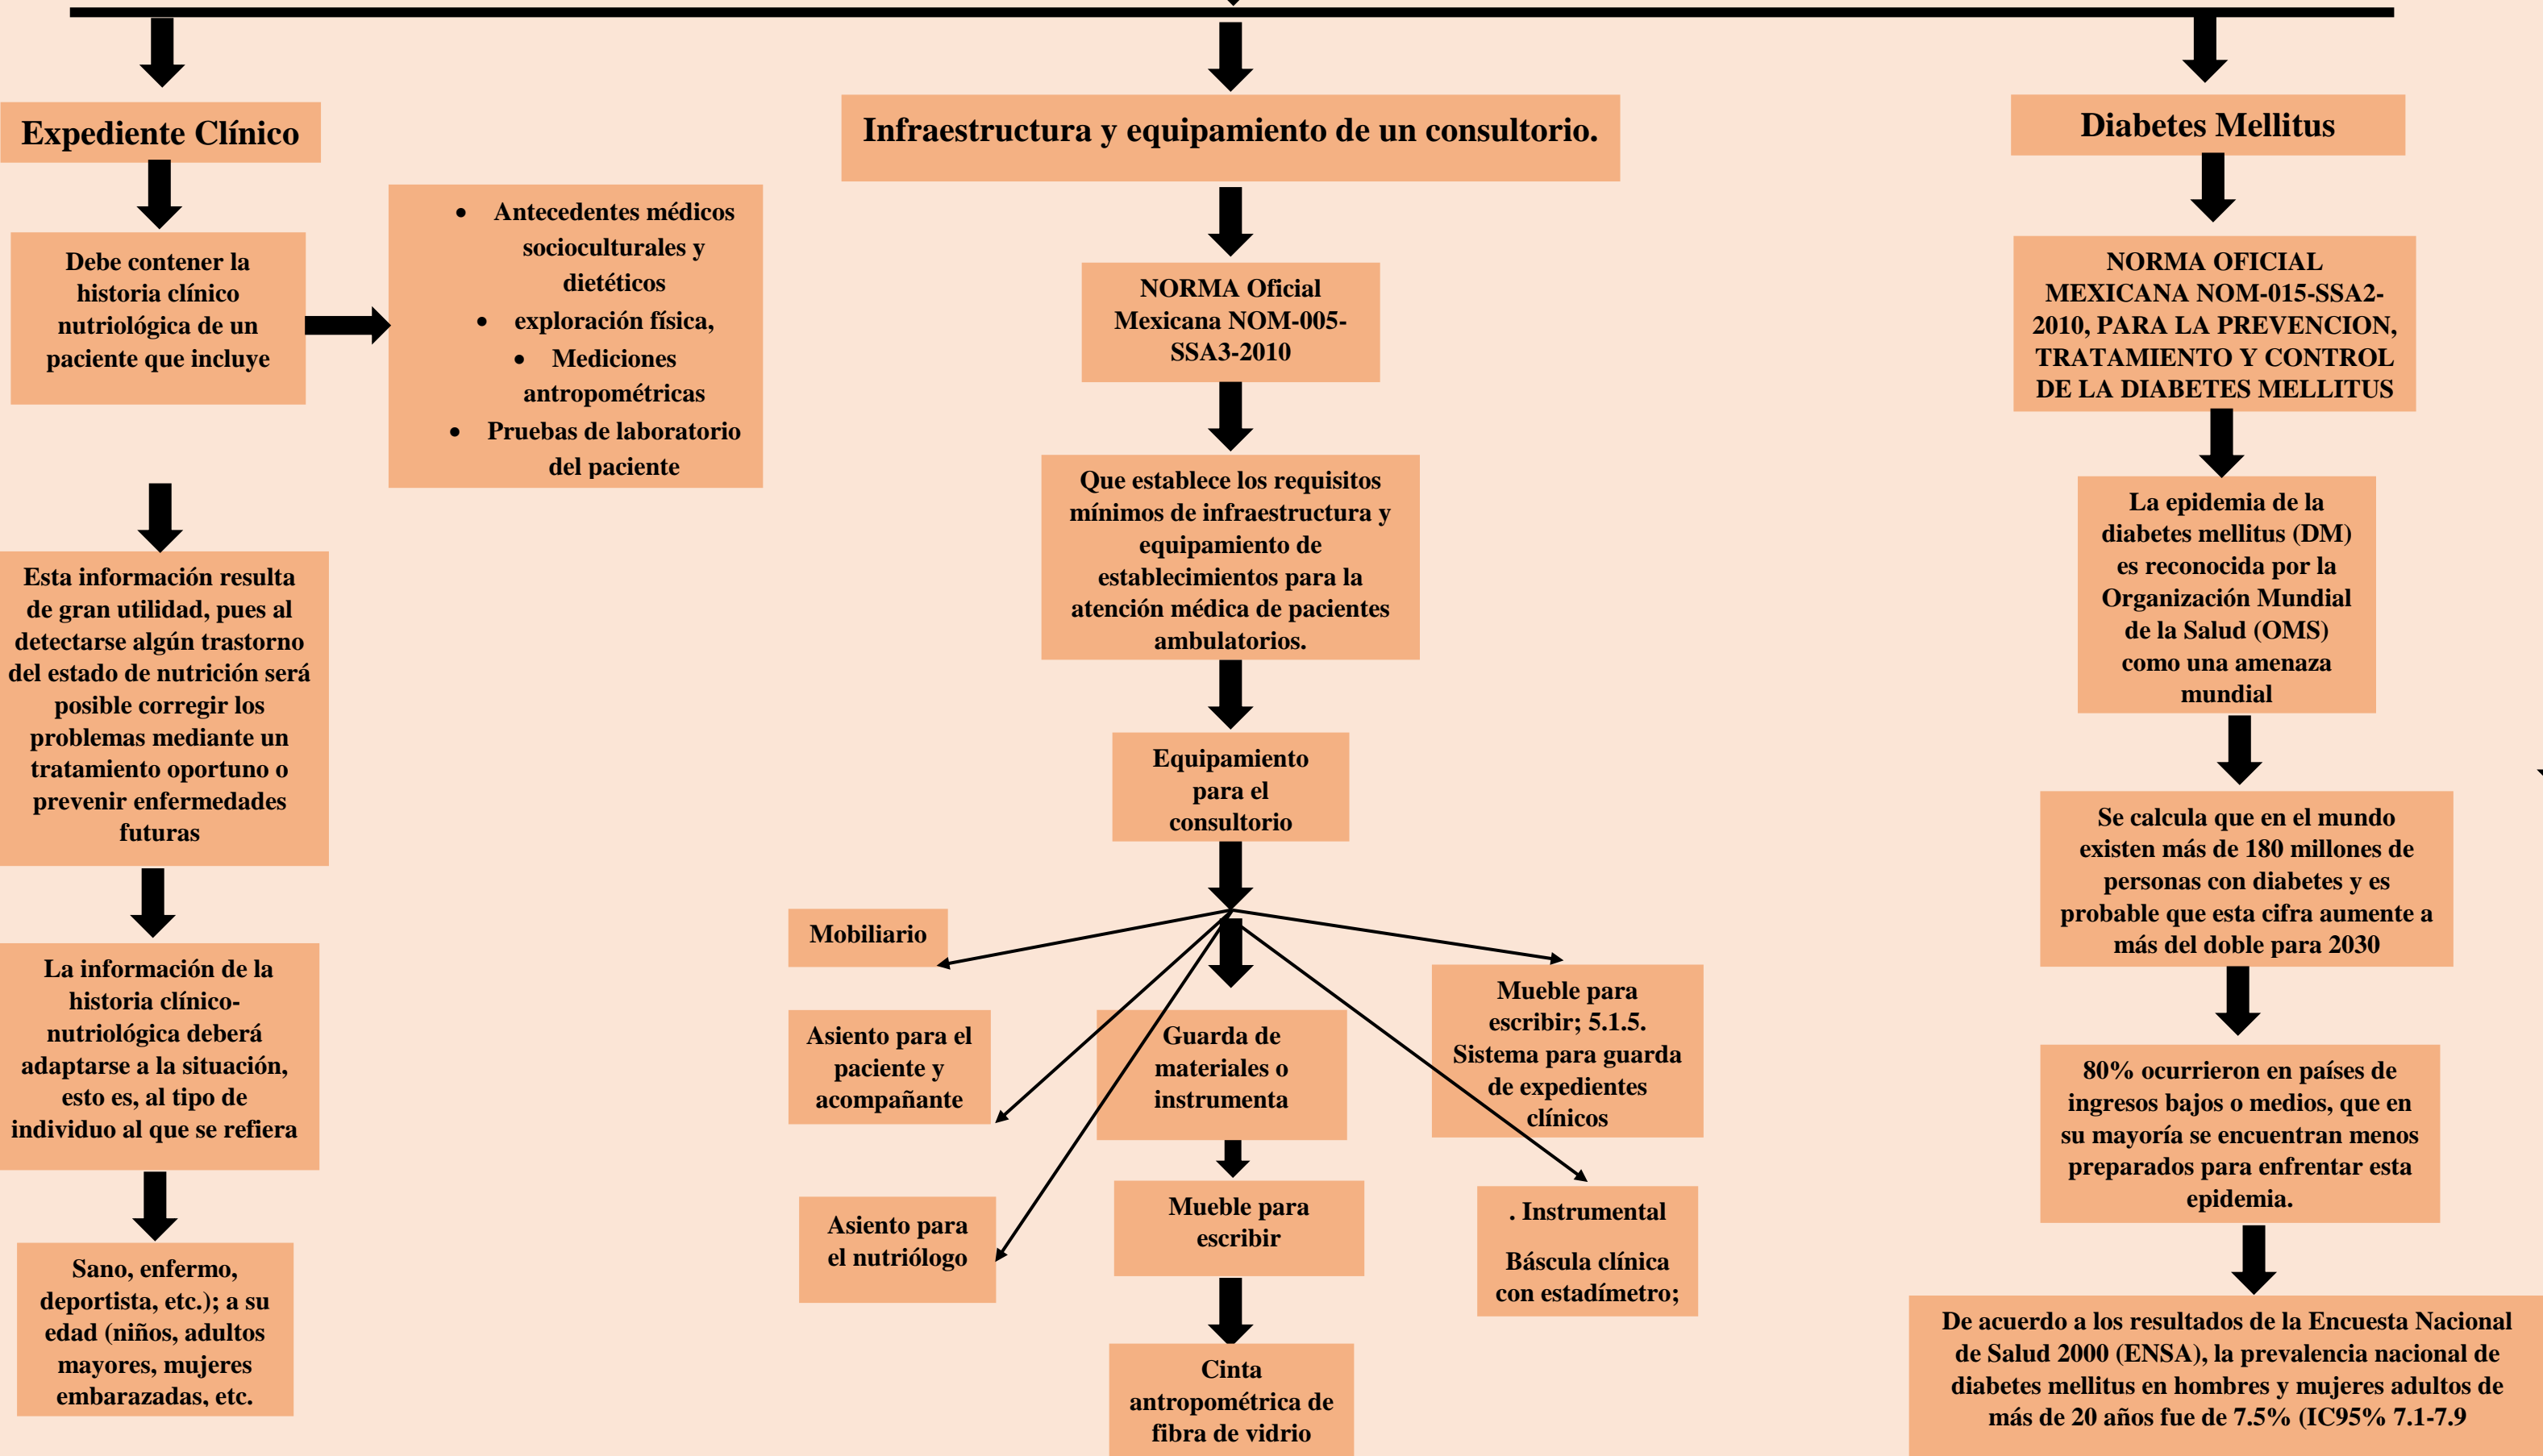 Expediente Clínico
Debe contener la
historia clínico
nutriológica de un
paciente que incluye
• Antecedentes médicos
socioculturales y
dietéticos
• exploración física,
• Mediciones
antropométricas
• Pruebas de laboratorio
del paciente
Esta información resulta
de gran utilidad, pues al
detectarse algún trastorno
del estado de nutrición será
posible corregir los
problemas mediante un
tratamiento oportuno o
prevenir enfermedades
futuras
La información de la
historia clínico-
nutriológica deberá
adaptarse a la situación,
esto es, al tipo de
individuo al que se refiera
Sano, enfermo,
deportista, etc.); a su
edad (niños, adultos
mayores, mujeres
embarazadas, etc.
Infraestructura y equipamiento de un consultorio.
NORMA Oficial
Mexicana NOM-005-
SSA3-2010
Que establece los requisitos
mínimos de infraestructura y
equipamiento de
establecimientos para la
atención médica de pacientes
ambulatorios.
Equipamiento
para el
consultorio
Mobiliario
Asiento para el
paciente y
acompañante
Asiento para
el nutriólogo
Guarda de
materiales o
instrumenta
Mueble para
escribir
Cinta
antropométrica de
fibra de vidrio
Mueble para
escribir; 5.1.5.
Sistema para guarda
de expedientes
clínicos
. Instrumental
Báscula clínica
con estadímetro;
Diabetes Mellitus
NORMA OFICIAL
MEXICANA NOM-015-SSA2-
2010, PARA LA PREVENCION,
TRATAMIENTO Y CONTROL
DE LA DIABETES MELLITUS
La epidemia de la
diabetes mellitus (DM)
es reconocida por la
Organización Mundial
de la Salud (OMS)
como una amenaza
mundial
Se calcula que en el mundo
existen más de 180 millones de
personas con diabetes y es
probable que esta cifra aumente a
más del doble para 2030
80% ocurrieron en países de
ingresos bajos o medios, que en
su mayoría se encuentran menos
preparados para enfrentar esta
epidemia.
De acuerdo a los resultados de la Encuesta Nacional
de Salud 2000 (ENSA), la prevalencia nacional de
diabetes mellitus en hombres y mujeres adultos de
más de 20 años fue de 7.5% (IC95% 7.1-7.9